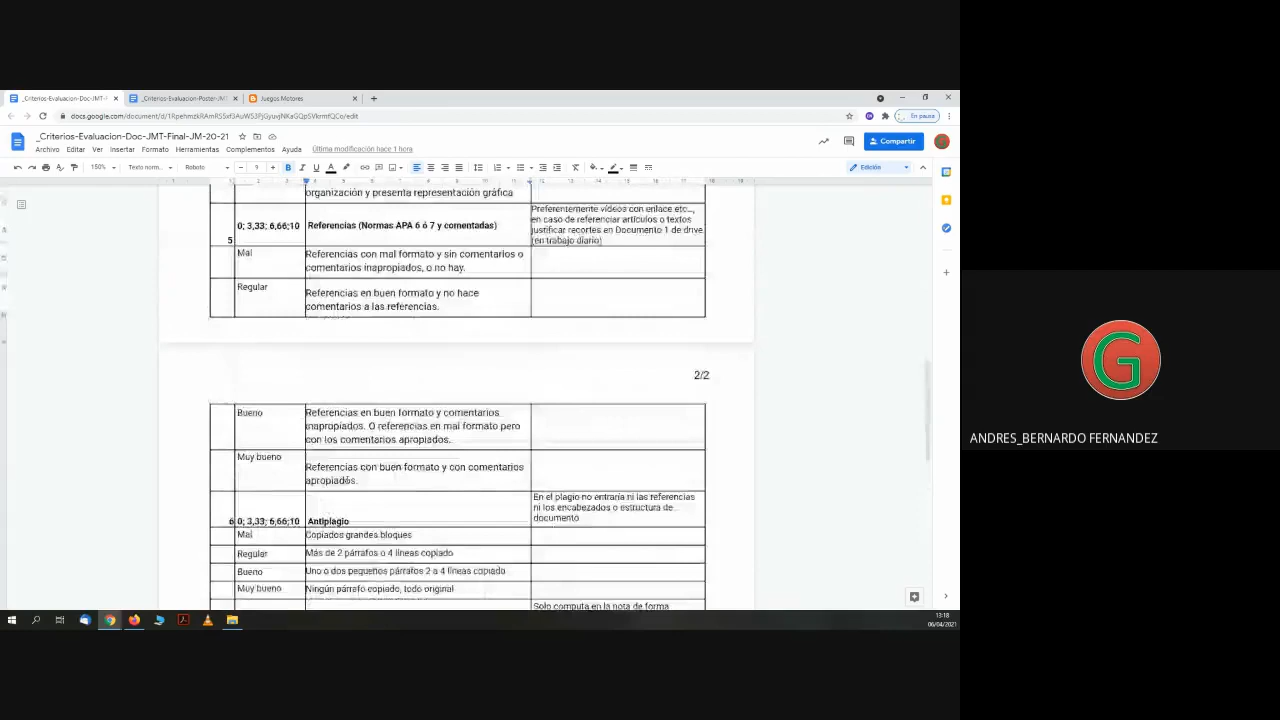 _Criterios-Evaluacion-Doc-JMT-F
_Criterios-Evaluacion-Poster-JMT
Juegos Motores
En pausa
_Criterios-Evaluacion-Doc-JMT-Final-JM-20-21
Archivo Editar Ver Insertar Formato Herramientas Complementos Ayuda Última modificación hace 1 hora
Compartir
150% Texto norm... Roboto 9
Edición
organización y presenta representación gráfica
5 0; 3,33; 6,66;10 Referencias (Normas APA 6 ó 7 y comentadas)
Preferentemente vídeos con enlace etc..,
en caso de referenciar artículos o textos
justificar recortes en Documento 1 de drive
(en trabajo diario)
Mal
Referencias con mal formato y sin comentarios o
comentarios inapropiados, o no hay.
Regular
Referencias en buen formato y no hace
comentarios a las referencias.
2/2
Bueno
Referencias en buen formato y comentarios
inapropiados. O referencias en mal formato pero
con los comentarios apropiados.
Muy bueno
Referencias con buen formato y con comentarios
apropiados.
6 0; 3,33; 6,66;10 Antiplagio
En el plagio no entraría ni las referencias
ni los encabezados o estructura de
documento
Mal Copiados grandes bloques
Regular Más de 2 párrafos o 4 líneas copiado
Bueno Uno o dos pequeños párrafos 2 a 4 líneas copiado
Muy bueno Ningún párrafo copiado, todo original
Solo computa en la nota de forma
13:18
06/04/2021
G
ANDRES_BERNARDO FERNANDEZ